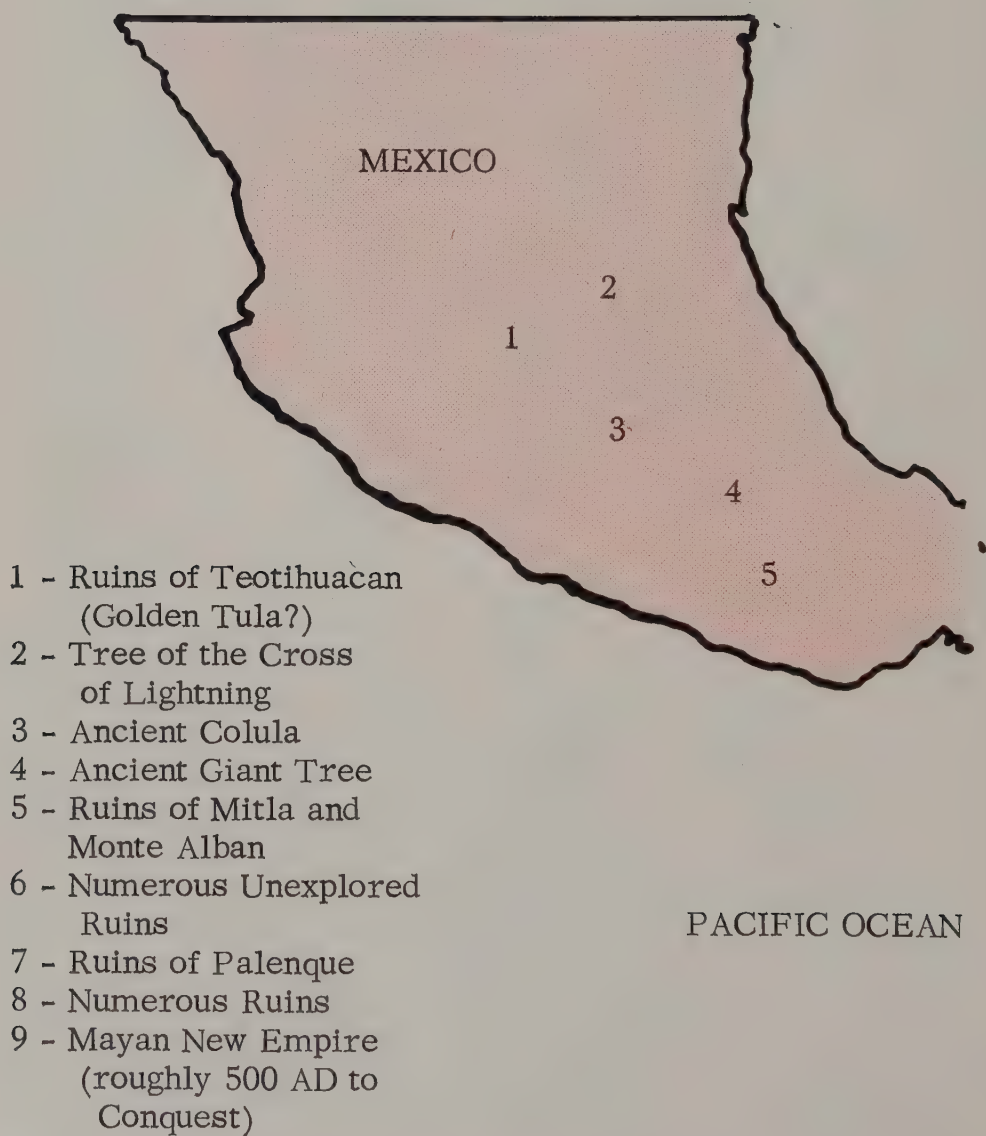 MEXICO
2
1
3
4
5
1 - Ruins of Teotihuacan
(Golden Tula?)
2 - Tree of the Cross
of Lightning
3 - Ancient Colula
4 - Ancient Giant Tree
5 - Ruins of Mitla and
Monte Alban
6 - Numerous Unexplored
Ruins
7 - Ruins of Palenque
8 - Numerous Ruins
9 - Mayan New Empire
(roughly 500 AD to
Conquest)
PACIFIC OCEAN